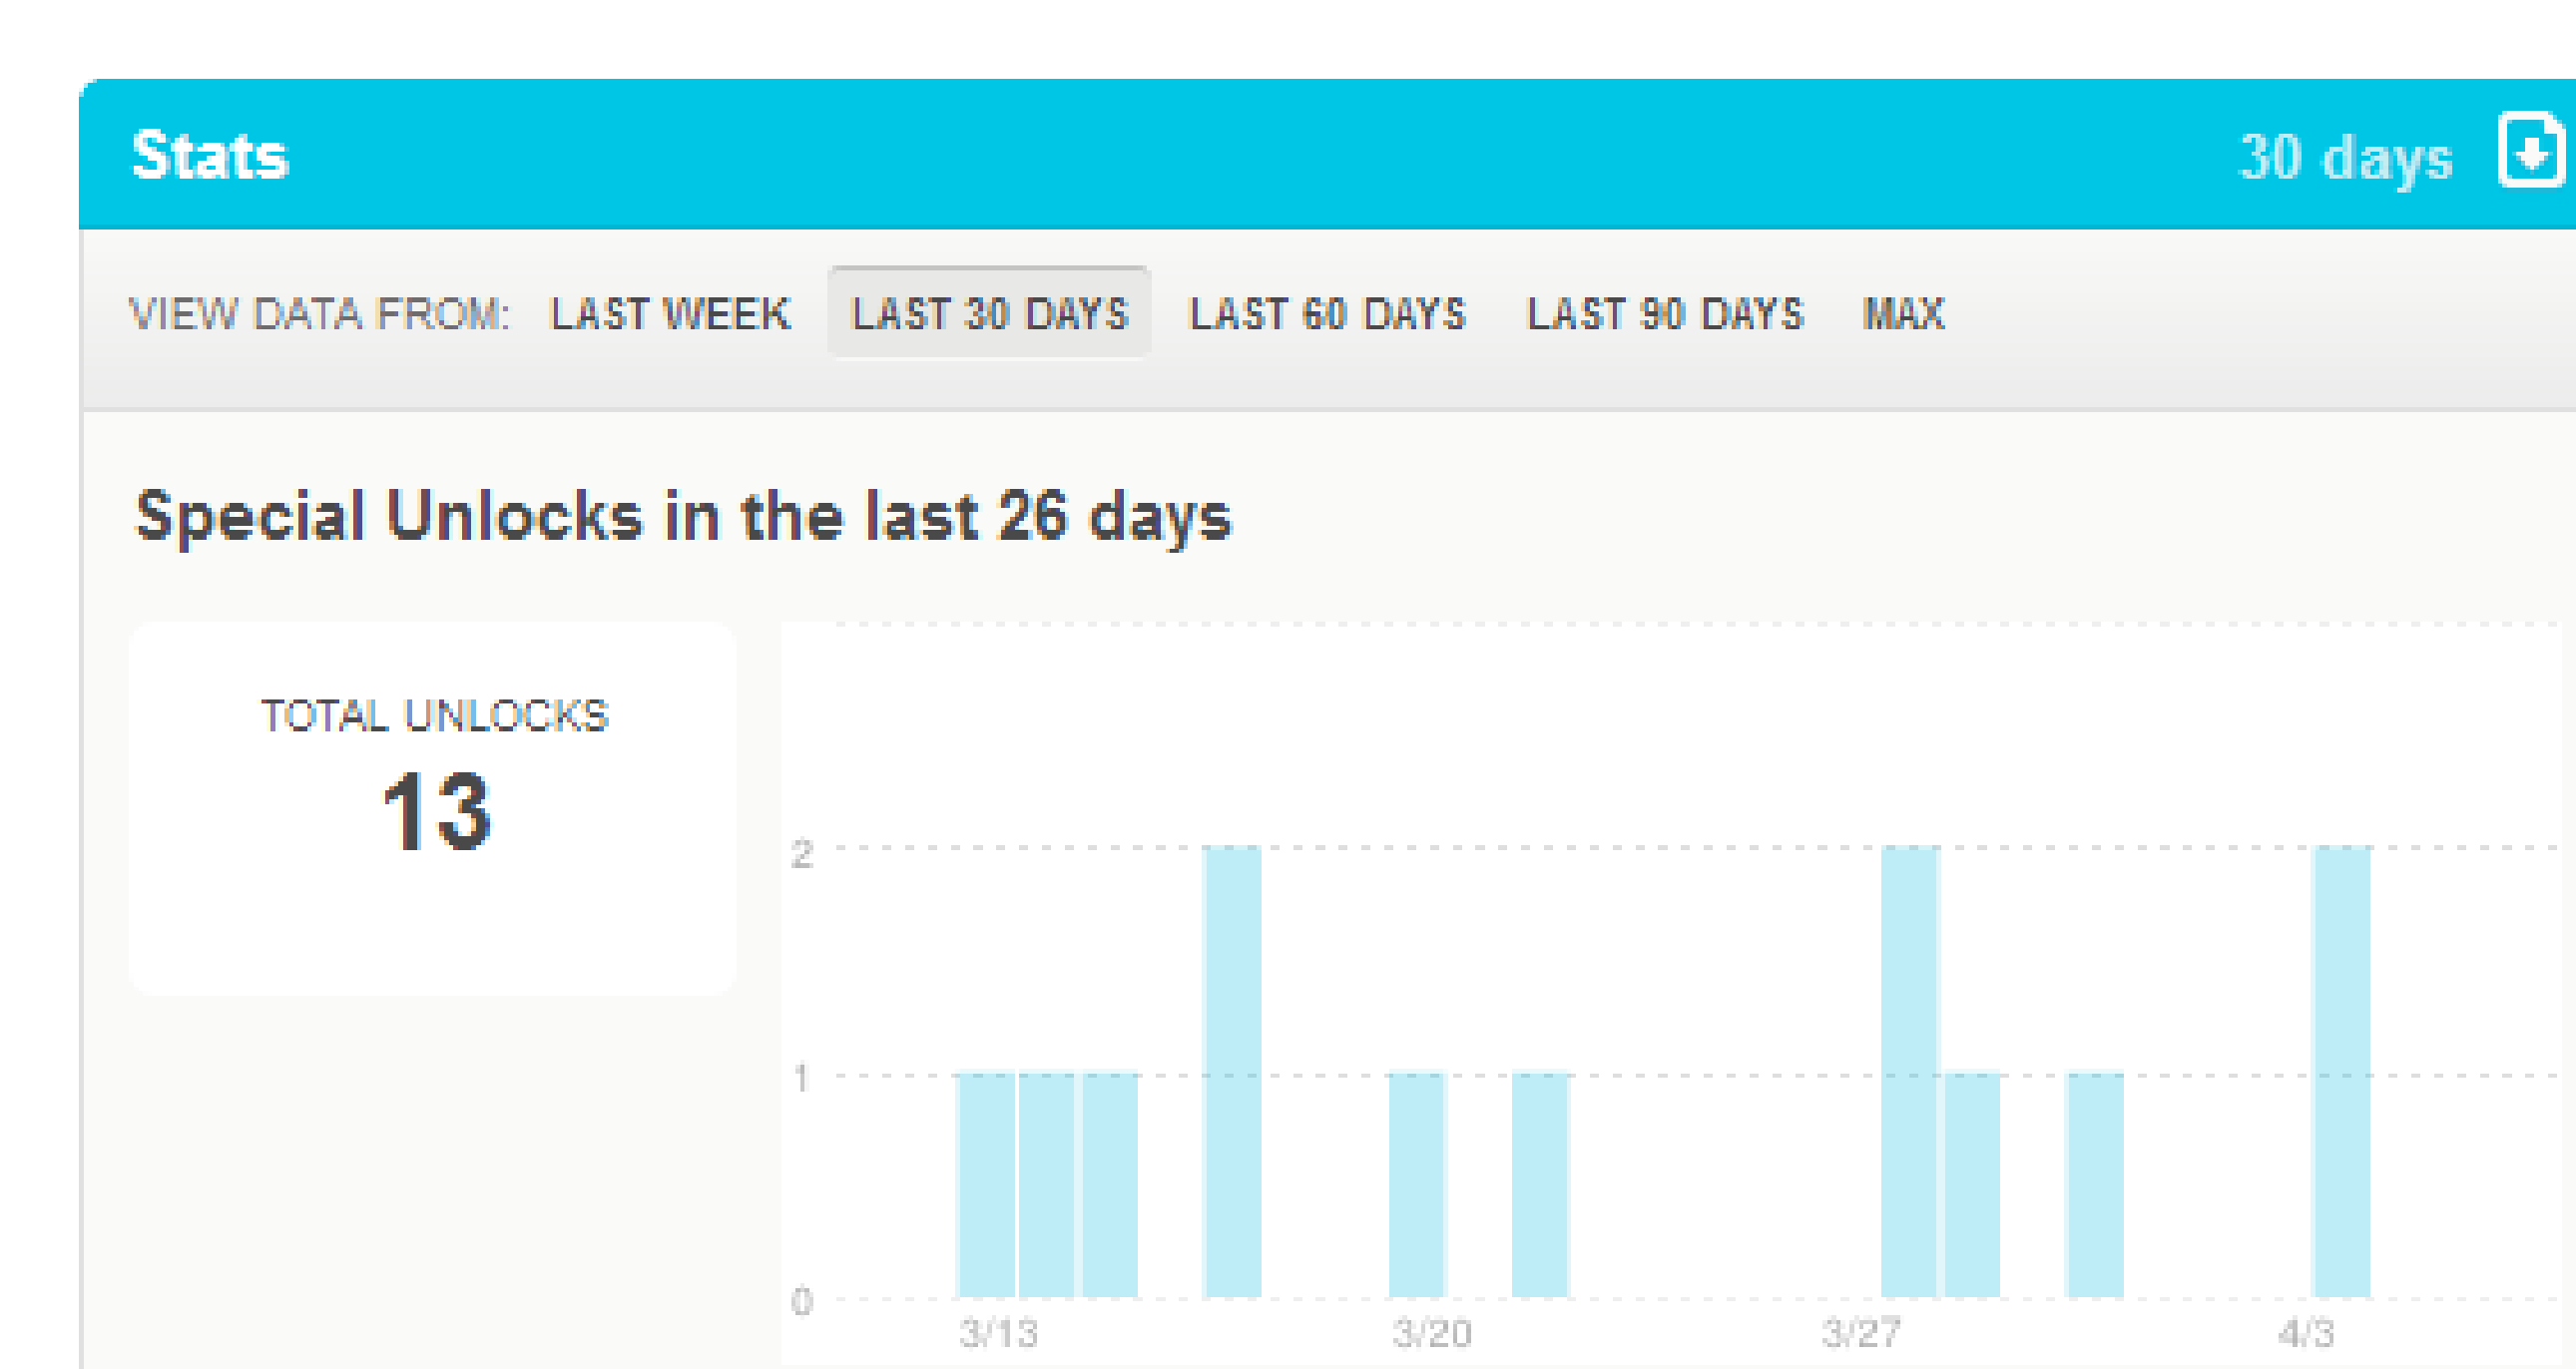 Stats 30 days
VIEW DATA FROM: LAST WEEK LAST 30 DAYS LAST 60 DAYS LAST 90 DAYS MAX
Special Unlocks in the last 26 days
TOTAL UNLOCKS
13
2
1
0
3/13 3/20 3/27 4/3